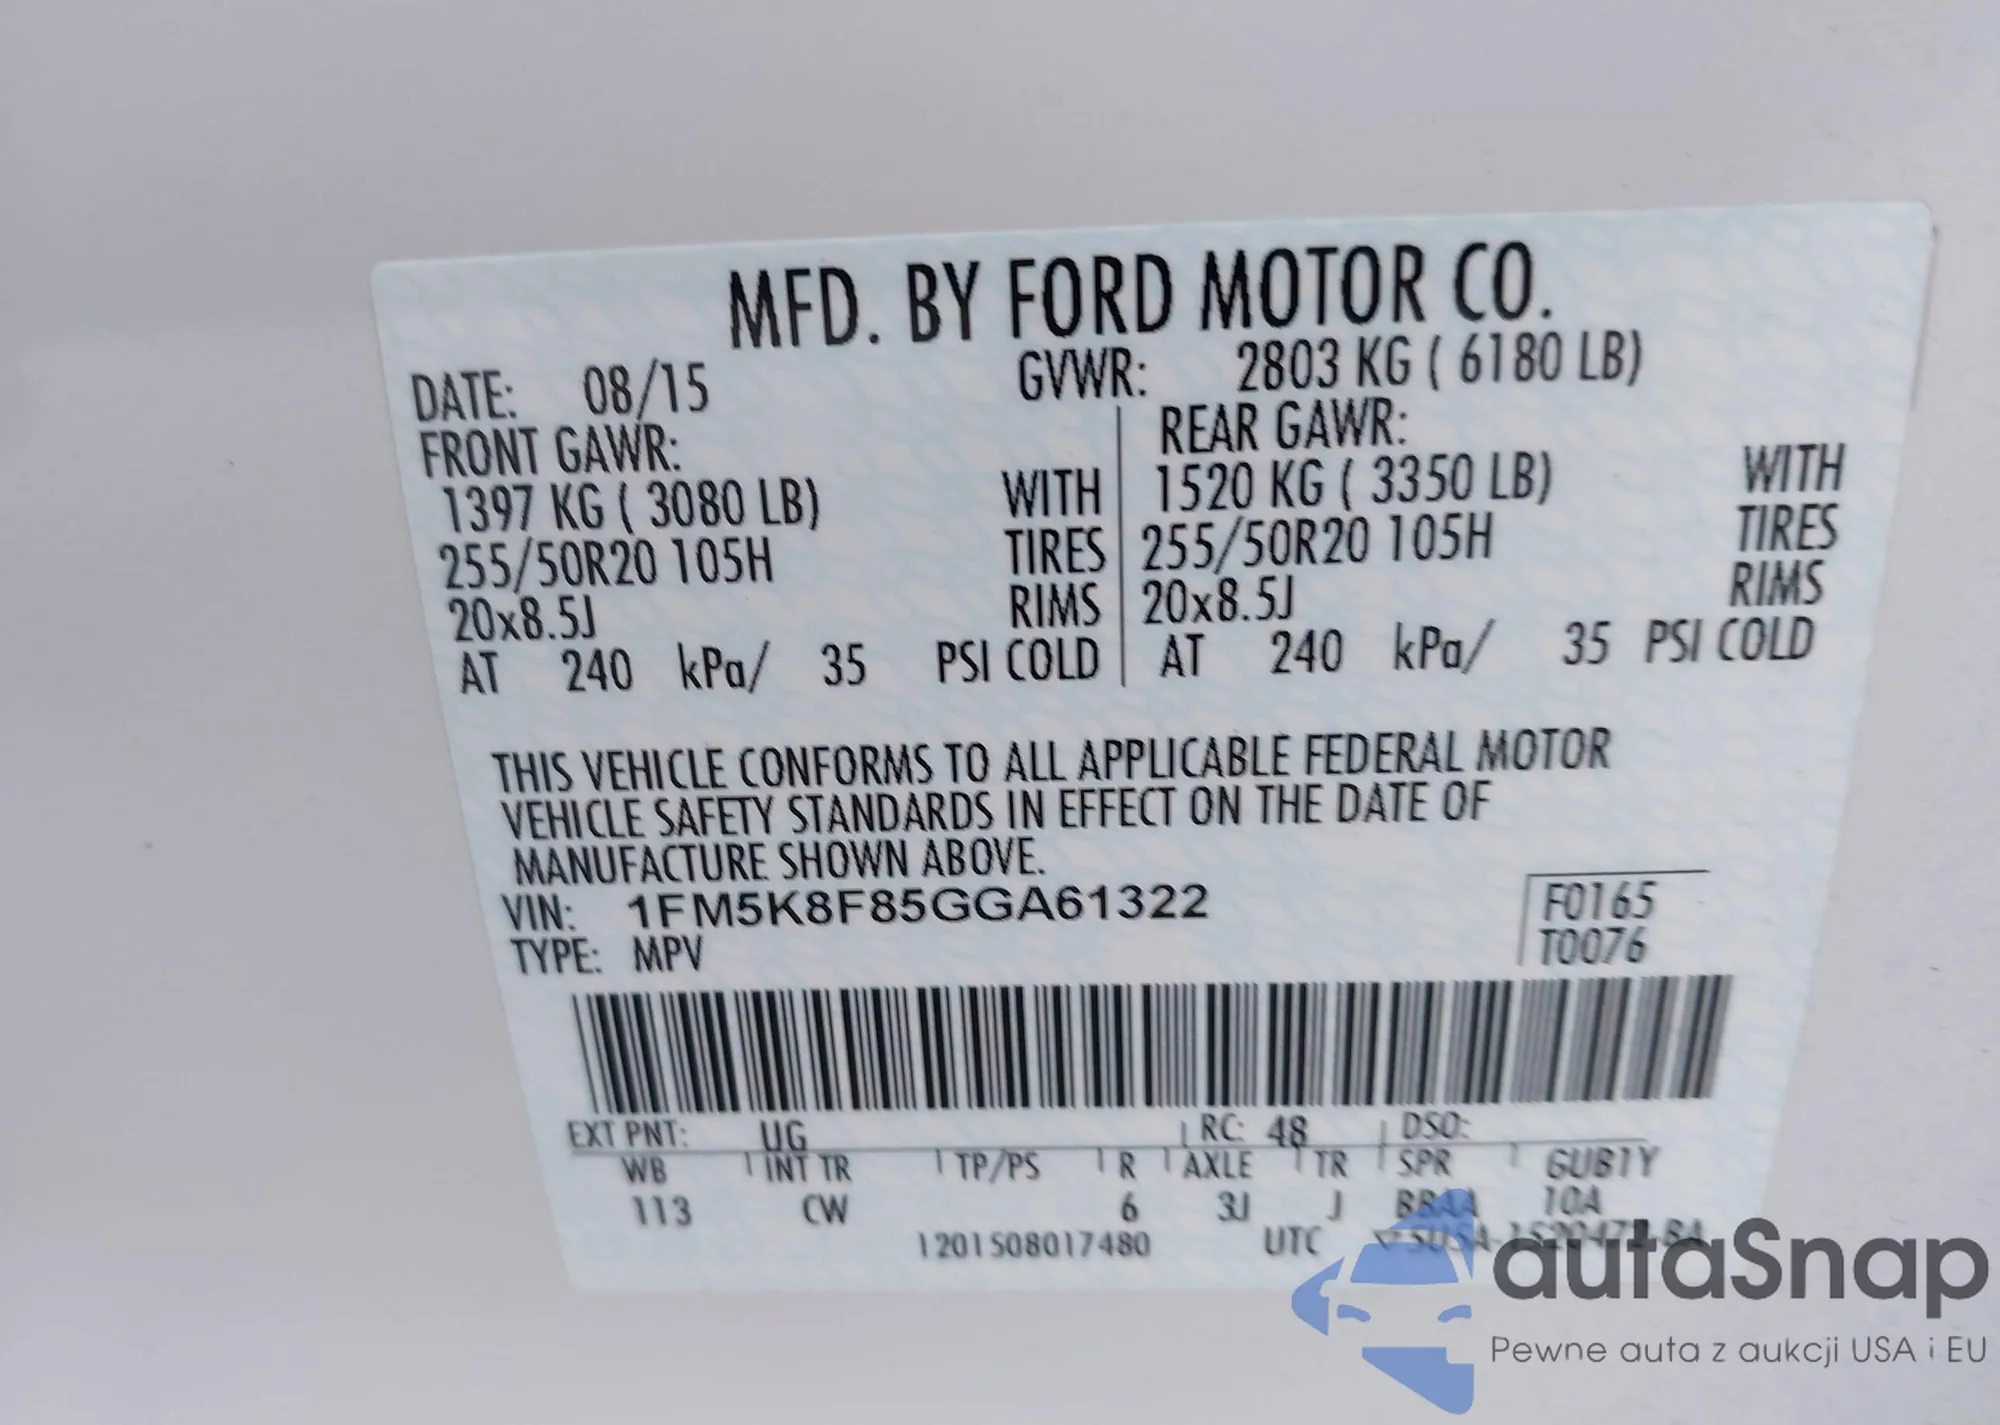 MFD. BY FORD MOTOR CO.
DATE: 08/15 GVWR: 2803 KG ( 6180 LB)
FRONT GAWR: REAR GAWR:
1397 KG ( 3080 LB) WITH 1520 KG ( 3350 LB) WITH
255/50R20 105H TIRES 255/50R20 105H TIRES
20x8.5J RIMS 20x8.5J RIMS
AT 240 kPa/ 35 PSI COLD AT 240 kPa/ 35 PSI COLD
THIS VEHICLE CONFORMS TO ALL APPLICABLE FEDERAL MOTOR
VEHICLE SAFETY STANDARDS IN EFFECT ON THE DATE OF
MANUFACTURE SHOWN ABOVE.
VIN: 1FM5K8F85GGA61322 F0165
TYPE: MPV T0076
EXT PNT: UG RC: 48 DSO:
WB INT TR TP/PS R AXLE TR SPR GUB1Y
113 CW 6 3J J BBAA 10A
1201508017480 UTC
autaSnap
Pewne auta z aukcji USA i EU